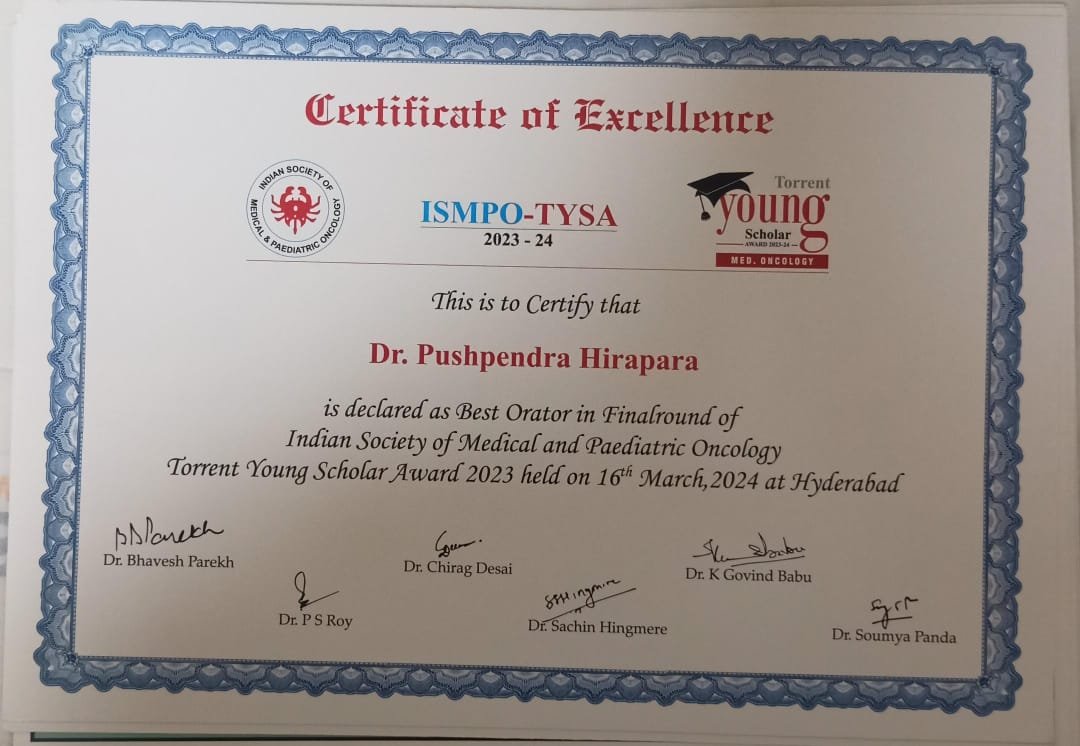 Certificate of Excellence
INDIAN SOCIETY OF
MEDICAL & PAEDIATRIC ONCOLOGY
ISMPO-TYSA
2023 - 24
Torrent
young
Scholar
AWARD 2023-24
MED. ONCOLOGY
This is to Certify that
Dr. Pushpendra Hirapara
is declared as Best Orator in Finalround of
Indian Society of Medical and Paediatric Oncology
Torrent Young Scholar Award 2023 held on 16th March,2024 at Hyderabad
Dr. Bhavesh Parekh
Dr. Chirag Desai
Dr. K Govind Babu
Dr. P S Roy
Dr. Sachin Hingmere
Dr. Soumya Panda